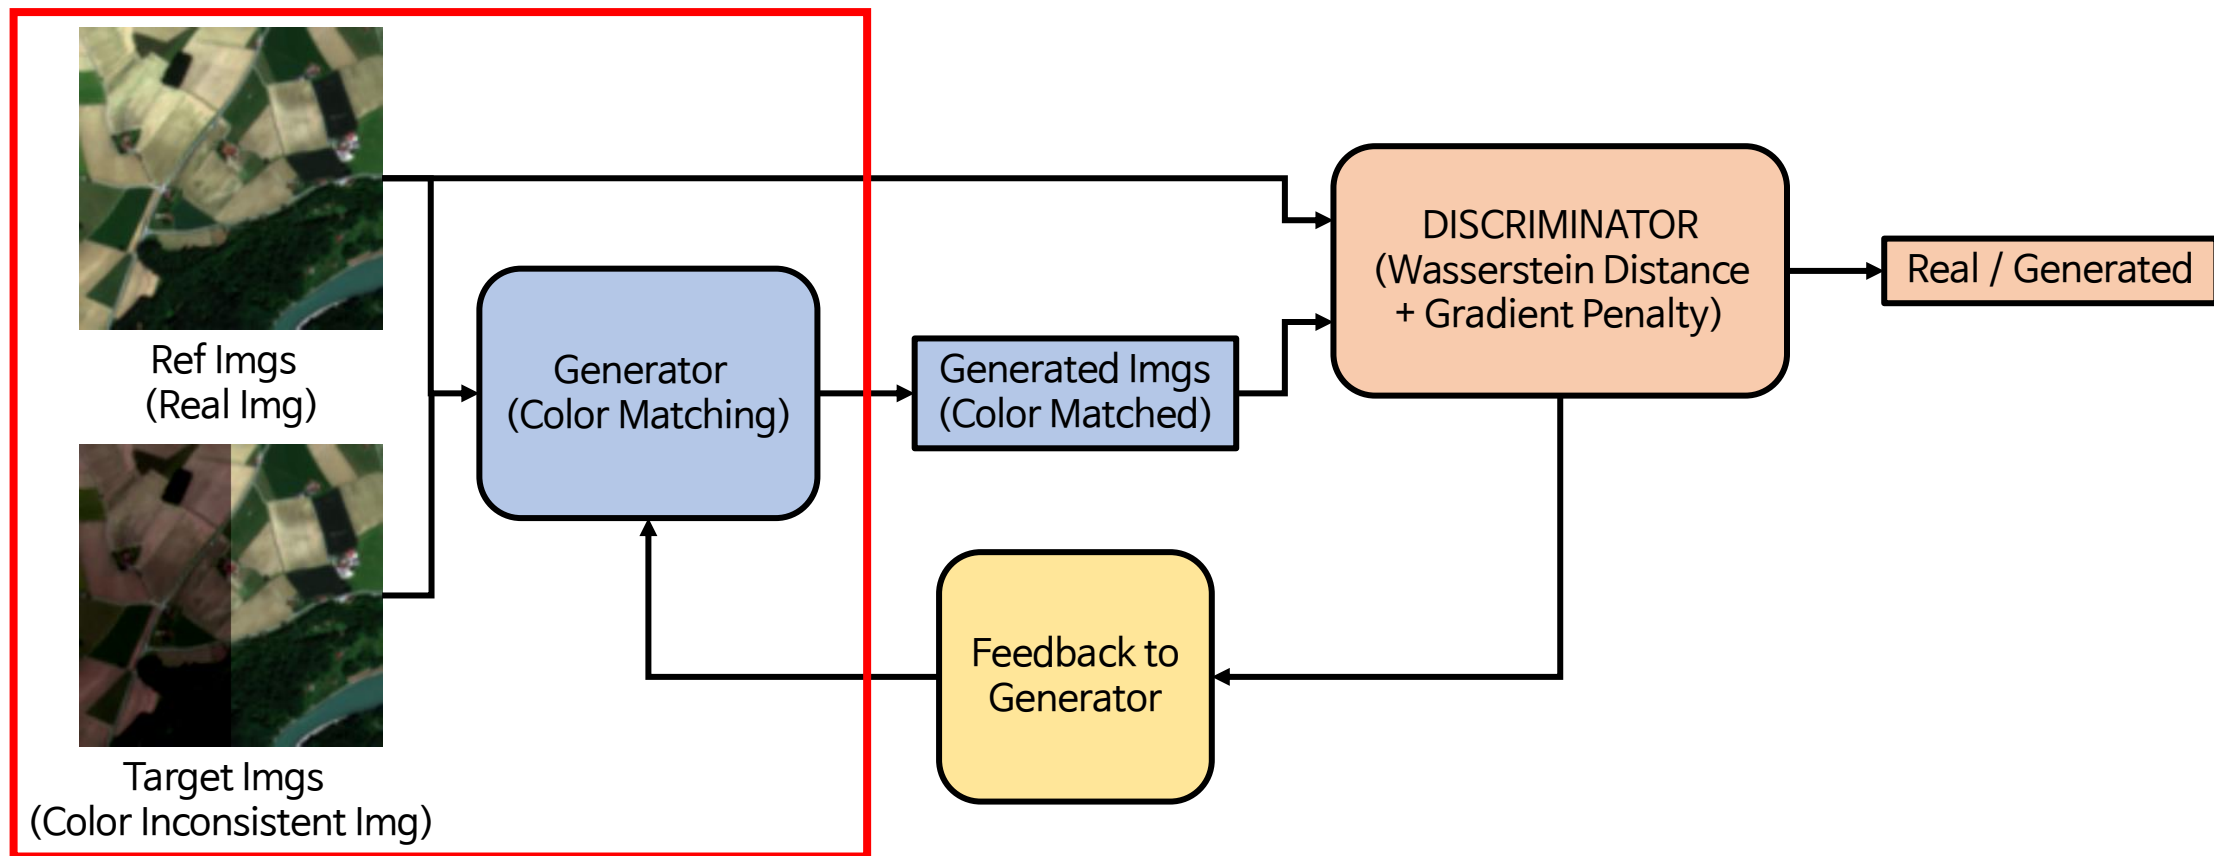 Ref Imgs
(Real Img)
Target Imgs
(Color Inconsistent Img)
Generator
(Color Matching)
Generated Imgs
(Color Matched)
Feedback to
Generator
DISCRIMINATOR
(Wasserstein Distance
+ Gradient Penalty)
Real / Generated